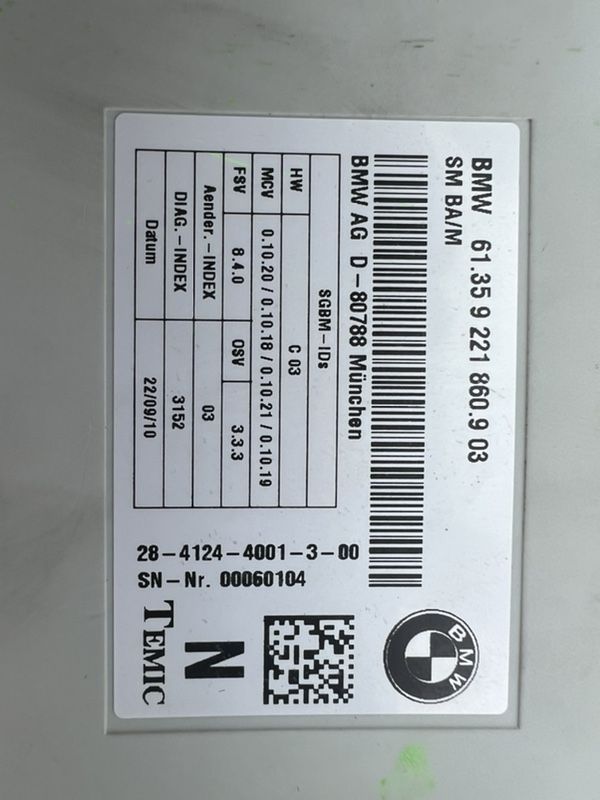 BMW 61.35 9 221 860.9 03
SM BA/M
BMW AG D-80788 München
SGBM-IDs
HW C 03
MCV 0.10.20 / 0.10.18 / 0.10.21 / 0.10.19
FSV 8.4.0 OSV 3.3.3
Aender.-INDEX 03
DIAG.-INDEX 3152
Datum 22/09/10
28-4124-4001-3-00
SN-Nr. 00060104
BMW
N
TEMIC